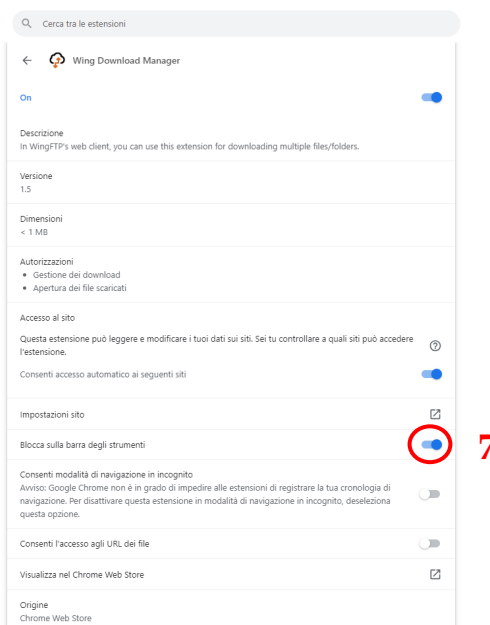 Cerca tra le estensioni
Wing Download Manager
On
Descrizione
In WingFTP's web client, you can use this extension for downloading multiple files/folders.
Versione
1.5
Dimensioni
< 1 MB
Autorizzazioni
• Gestione dei download
• Apertura dei file scaricati
Accesso al sito
Questa estensione può leggere e modificare i tuoi dati sui siti. Sei tu controllare a quali siti può accedere
l'estensione.
Consenti accesso automatico ai seguenti siti
Impostazioni sito
Blocca sulla barra degli strumenti
7
Consenti modalità di navigazione in incognito
Avviso: Google Chrome non è in grado di impedire alle estensioni di registrare la tua cronologia di
navigazione. Per disattivare questa estensione in modalità di navigazione in incognito, deseleziona
questa opzione.
Consenti l'accesso agli URL dei file
Visualizza nel Chrome Web Store
Origine
Chrome Web Store